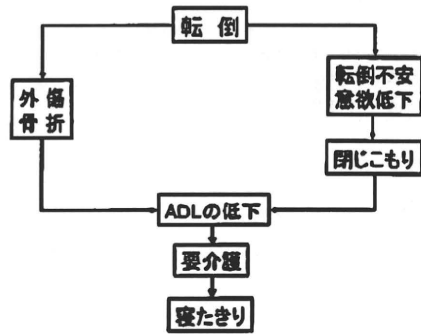 転 倒
外 傷
骨 折
転倒不安
意欲低下
閉じこもり
ADLの低下
要介護
寝たきり